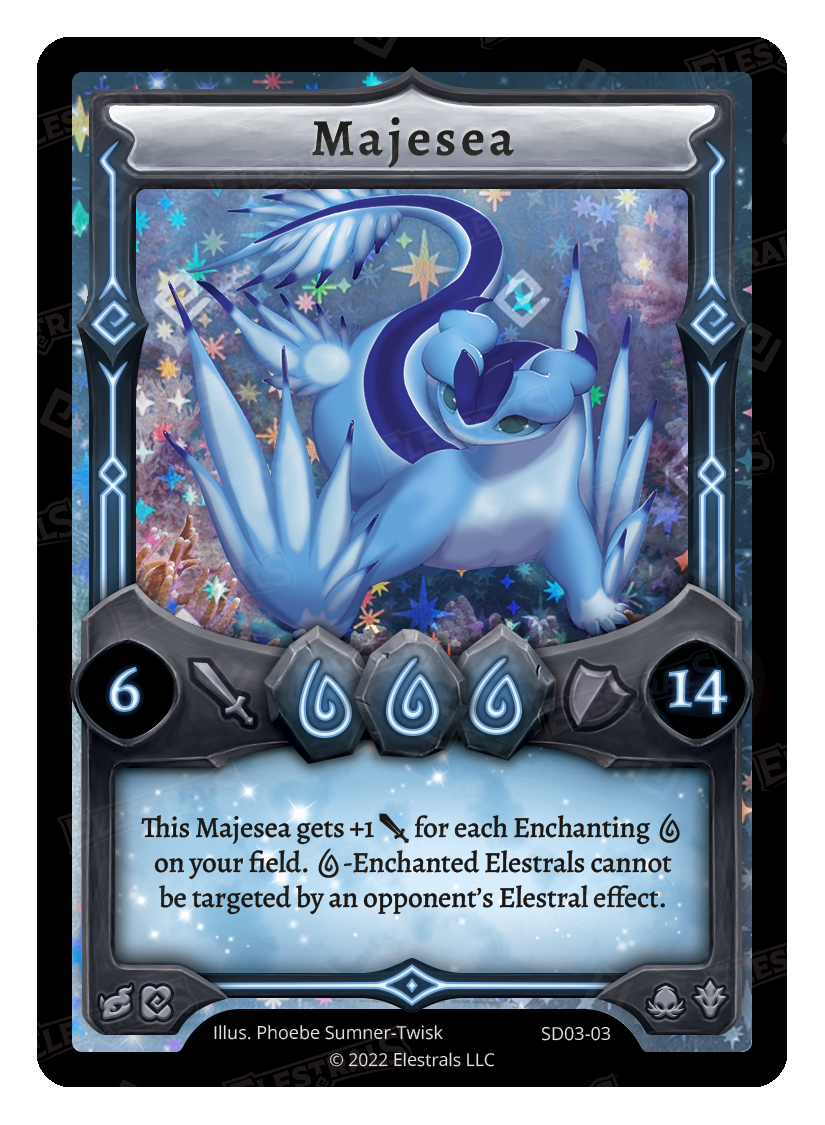 Majesea
6
14
This Majesea gets +1 for each Enchanting
on your field. -Enchanted Elestrals cannot
be targeted by an opponent’s Elestral effect.
Illus. Phoebe Sumner-Twisk
SD03-03
© 2022 Elestrals LLC